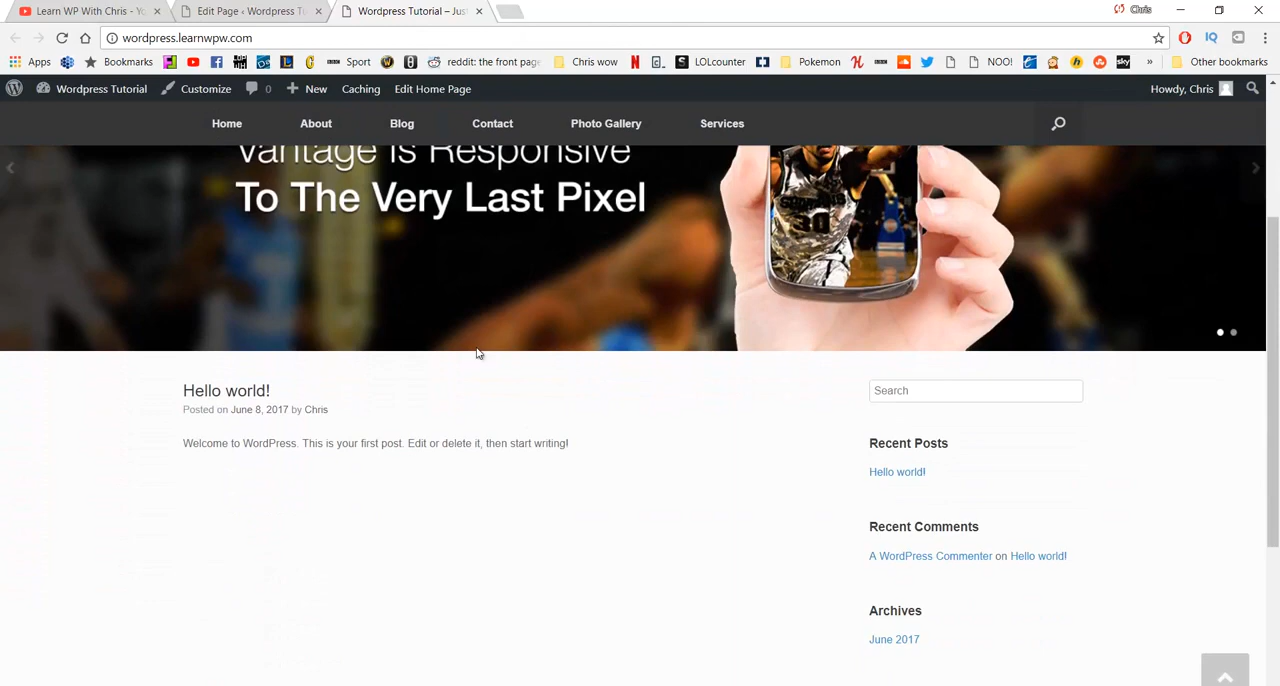 Learn WP With Chris - Yo
Edit Page ‹ Wordpress Tu
Wordpress Tutorial – Jus
Chris
wordpress.learnwpw.com
Apps
Bookmarks
Sport
reddit: the front page
Chris wow
LOLcounter
Pokemon
NOO!
»
Other bookmarks
Wordpress Tutorial
Customize
0
New
Caching
Edit Home Page
Howdy, Chris
Home
About
Blog
Contact
Photo Gallery
Services
Vantage Is Responsive
To The Very Last Pixel
Hello world!
Posted on June 8, 2017 by Chris
Welcome to WordPress. This is your first post. Edit or delete it, then start writing!
Search
Recent Posts
Hello world!
Recent Comments
A WordPress Commenter on Hello world!
Archives
June 2017